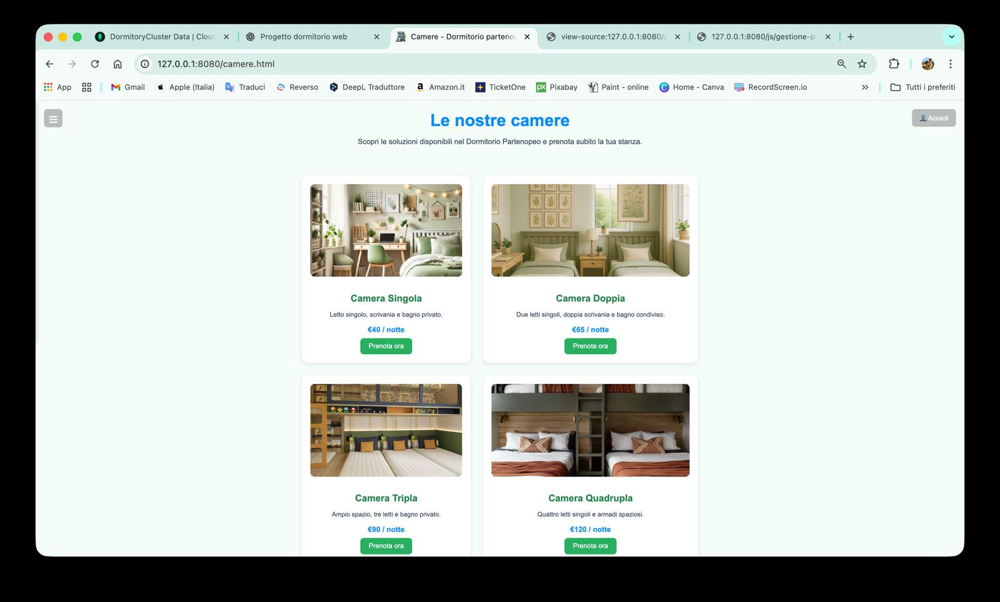 DormitoryCluster Data | Clou
Progetto dormitorio web
Camere - Dormitorio parteno
view-source:127.0.0.1:8080/g
127.0.0.1:8080/js/gestione-pr
127.0.0.1:8080/camere.html
App
Gmail
Apple (Italia)
Traduci
Reverso
DeepL Traduttore
Amazon.it
TicketOne
Pixabay
Paint - online
Home - Canva
RecordScreen.io
Tutti i preferiti
Le nostre camere
Accedi
Scopri le soluzioni disponibili nel Dormitorio Partenopeo e prenota subito la tua stanza.
Camera Singola
Letto singolo, scrivania e bagno privato.
€40 / notte
Prenota ora
Camera Doppia
Due letti singoli, doppia scrivania e bagno condiviso.
€65 / notte
Prenota ora
Camera Tripla
Ampio spazio, tre letti e bagno privato.
€90 / notte
Prenota ora
Camera Quadrupla
Quattro letti singoli e armadi spaziosi.
€120 / notte
Prenota ora